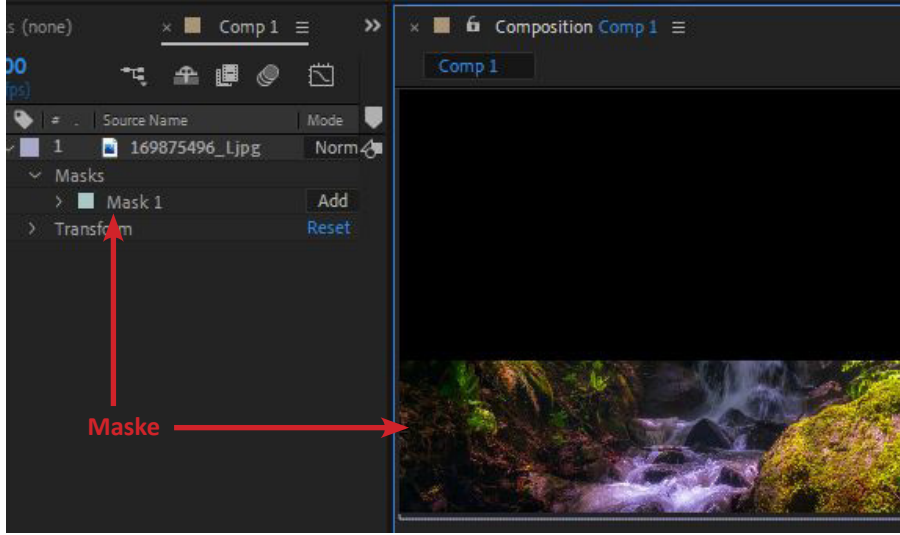 s (none) × Comp 1 ≡ »
× Composition Comp 1 ≡
00
fps)
Comp 1
# . Source Name Mode
1 169875496_l.jpg Norm
Masks
Mask 1 Add
Transform Reset
Maske